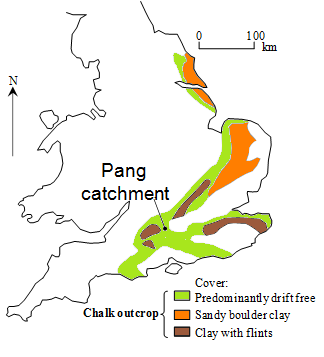 0 100
km
N
Pang
catchment
Cover:
Chalk outcrop
Predominantly drift free
Sandy boulder clay
Clay with flints